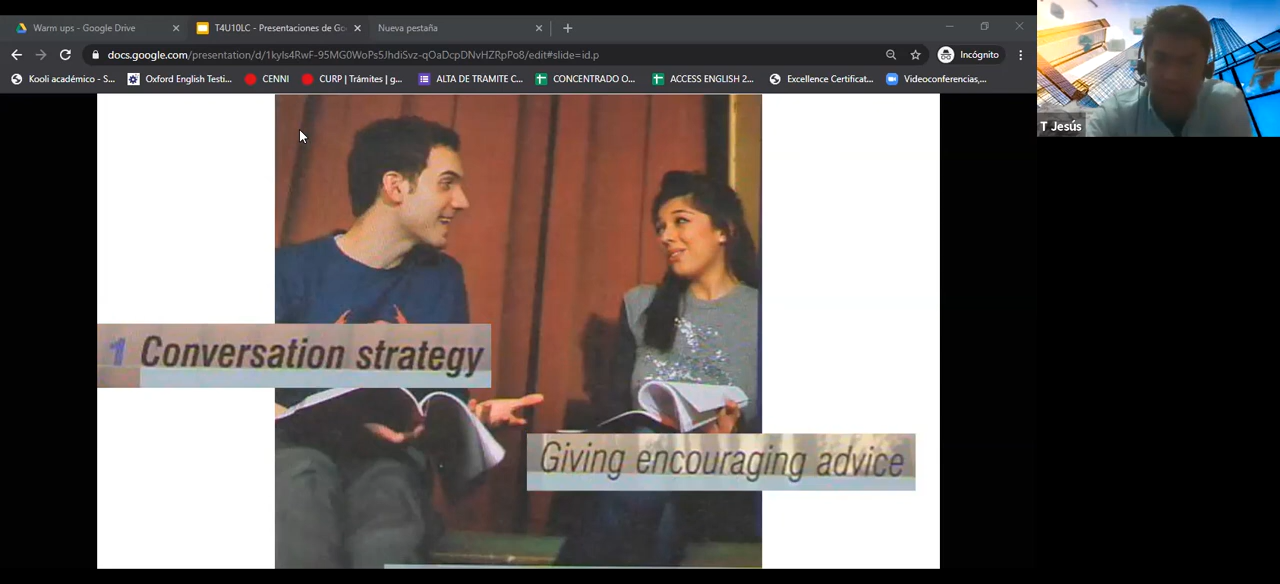 Warm ups - Google Drive
T4U10LC - Presentaciones de Go
Nueva pestaña
docs.google.com/presentation/d/1kyIs4RwF-95MG0WoPs5JhdiSvz-qOaDcpDNvHZRpPo8/edit#slide=id.p
Incógnito
Kooli académico - S...
Oxford English Testi...
CENNI
CURP | Trámites | g...
ALTA DE TRAMITE C...
CONCENTRADO O...
ACCESS ENGLISH 2...
Excellence Certificat...
Videoconferencias,...
T Jesús
1 Conversation strategy
Giving encouraging advice